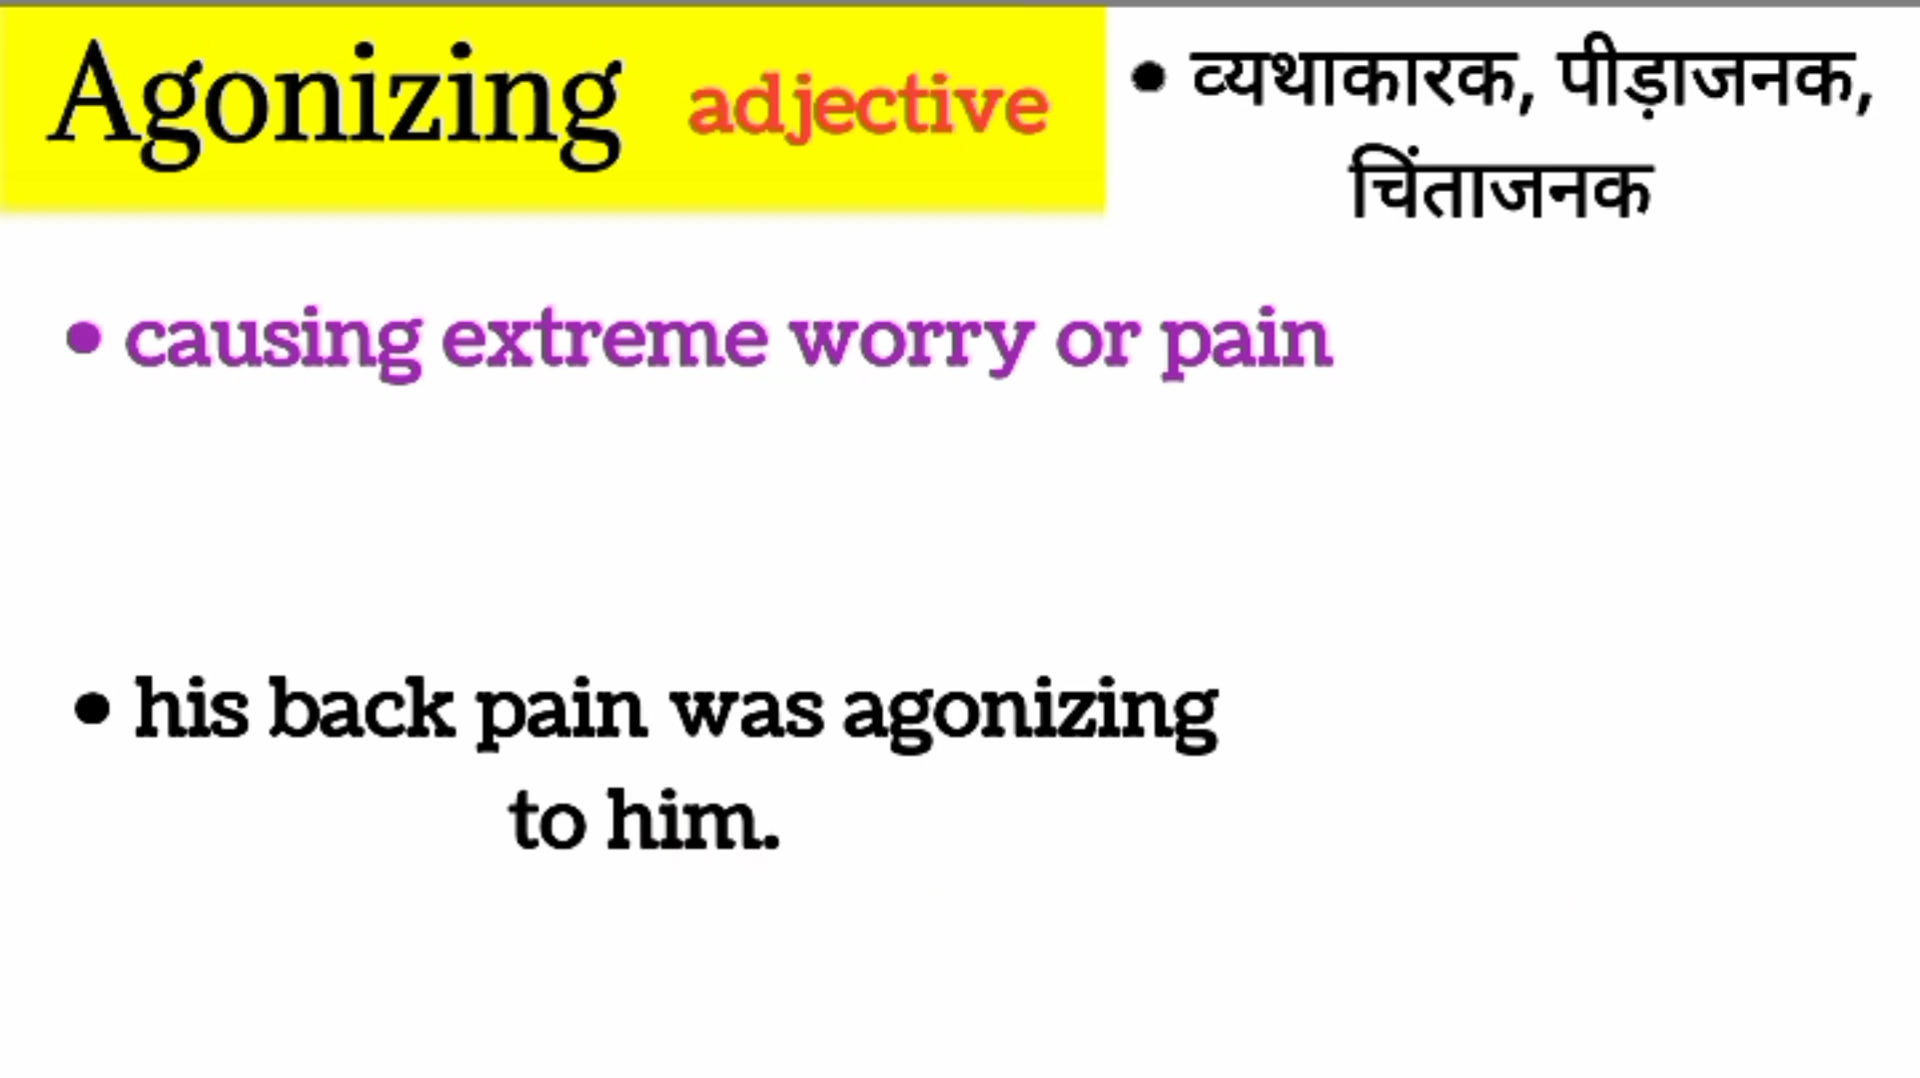 Agonizing adjective
• व्यथाकारक, पीड़ाजनक,
चिंताजनक
• causing extreme worry or pain
• his back pain was agonizing
to him.